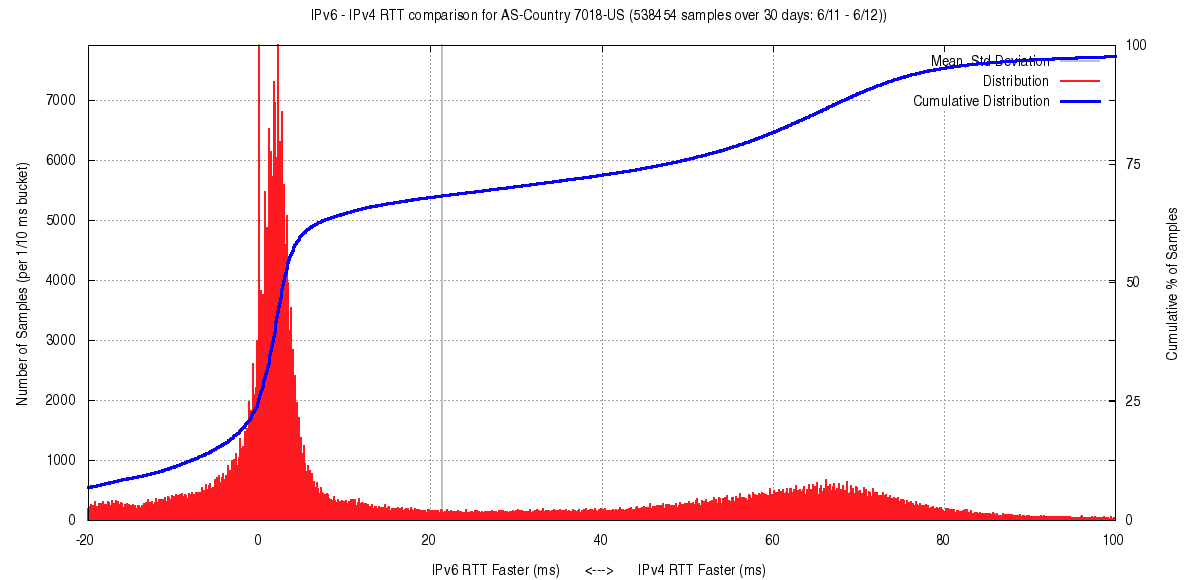 IPv6 - IPv4 RTT comparison for AS-Country 7018-US (538454 samples over 30 days: 6/11 - 6/12))
Mean, Std Deviation
Distribution
Cumulative Distribution
Number of Samples (per 1/10 ms bucket)
7000
6000
5000
4000
3000
2000
1000
0
100
75
50
25
0
Cumulative % of Samples
-20
0
20
40
60
80
100
IPv6 RTT Faster (ms) <---> IPv4 RTT Faster (ms)